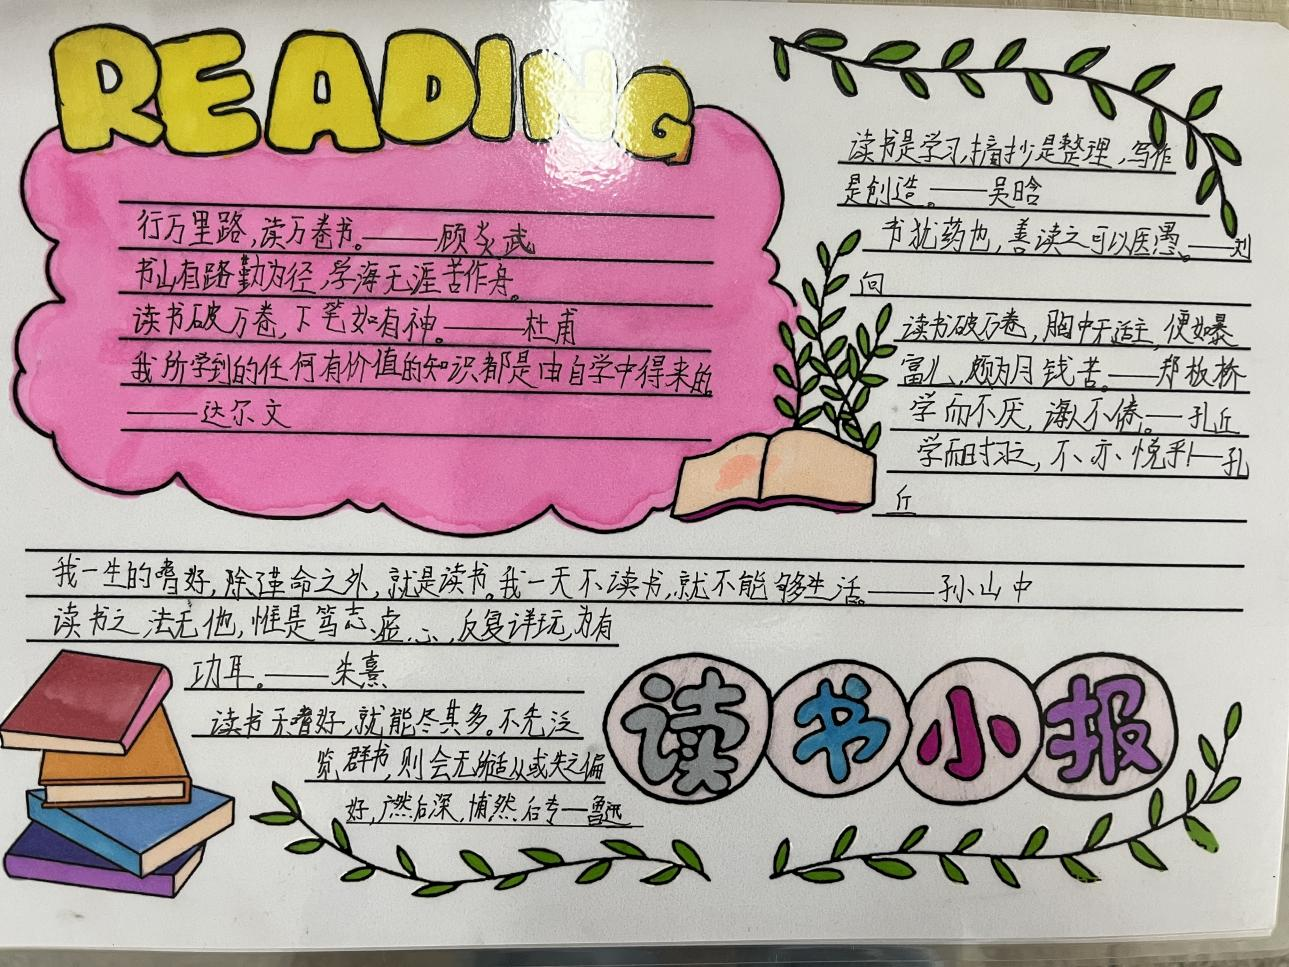 READING
行万里路,读万卷书。——顾炎武
书山有路勤为径,学海无涯苦作舟。
读书破万卷,下笔如有神。——杜甫
我所学到的任何有价值的知识都是由自学中得来的
——达尔文
读书是学习,摘抄是整理,写作
是创造。——吴晗
书犹药也,善读之可以医愚。——刘
向
读书破万卷,胸中无适主,便如暴
富儿,颇为用钱苦。——郑板桥
学而不厌,诲人不倦。——孔丘
学而时习之,不亦悦乎!——孔
丘
我一生的嗜好,除了革命之外,就是读书。我一天不读书,就不能够生活。——孙中山
读书之法无他,惟是笃志虚心,反复详玩,为有
功耳。——朱熹
读书无嗜好,就能尽其多。不先泛
览群书,则会无所适从或失之偏
好,广然后深,博然后专——鲁迅
读书小报